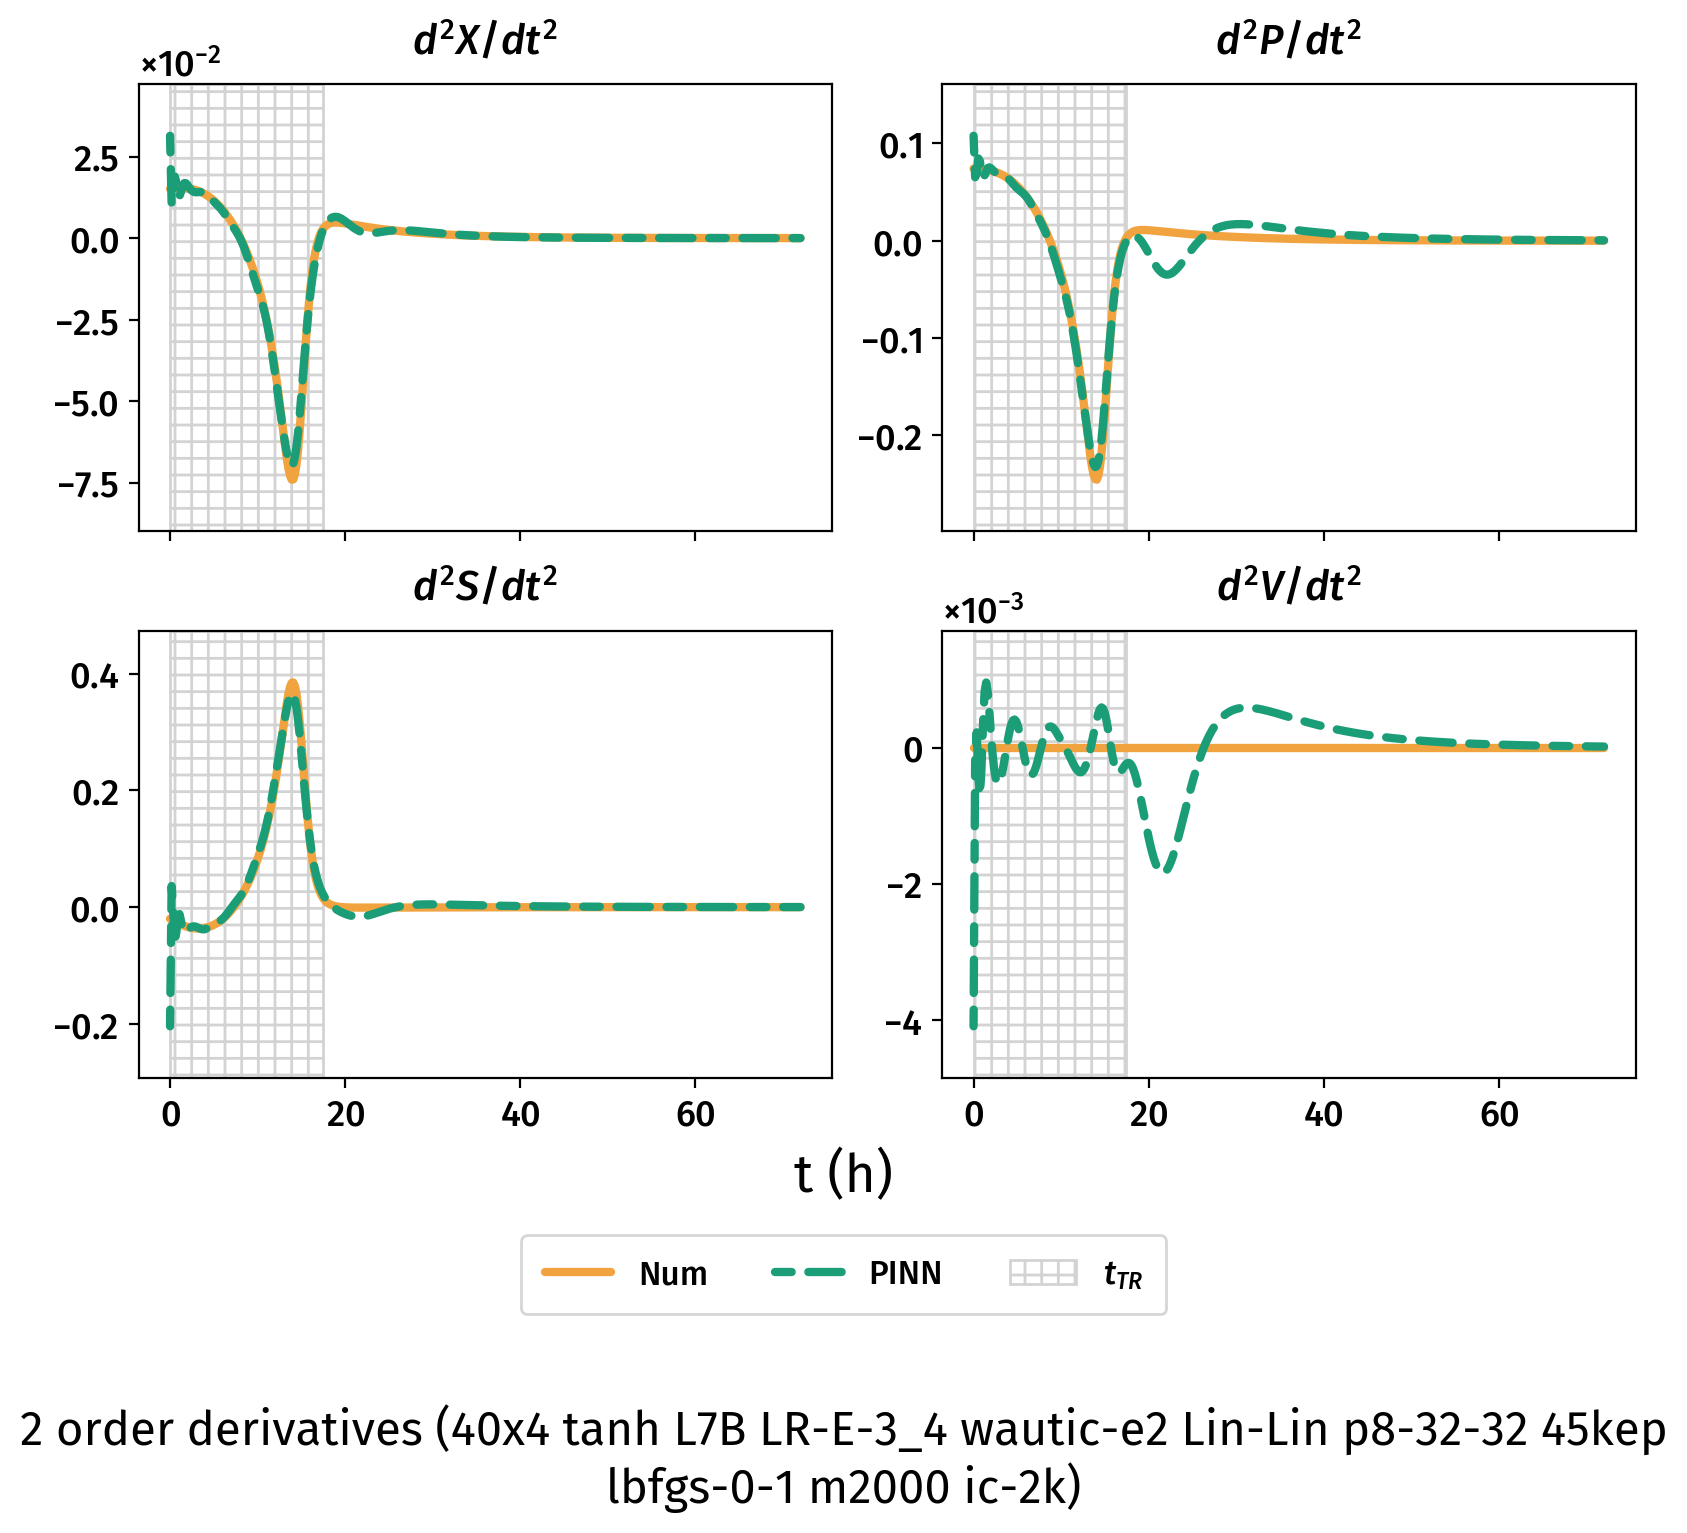 d²X/dt²
×10⁻²
2.5
0.0
−2.5
−5.0
−7.5
d²P/dt²
0.1
0.0
−0.1
−0.2
d²S/dt²
0.4
0.2
0.0
−0.2
0 20 40 60
d²V/dt²
×10⁻³
0
−2
−4
0 20 40 60
t (h)
Num PINN t_TR
2 order derivatives (40x4 tanh L7B LR-E-3_4 wautic-e2 Lin-Lin p8-32-32 45kep
lbfgs-0-1 m2000 ic-2k)